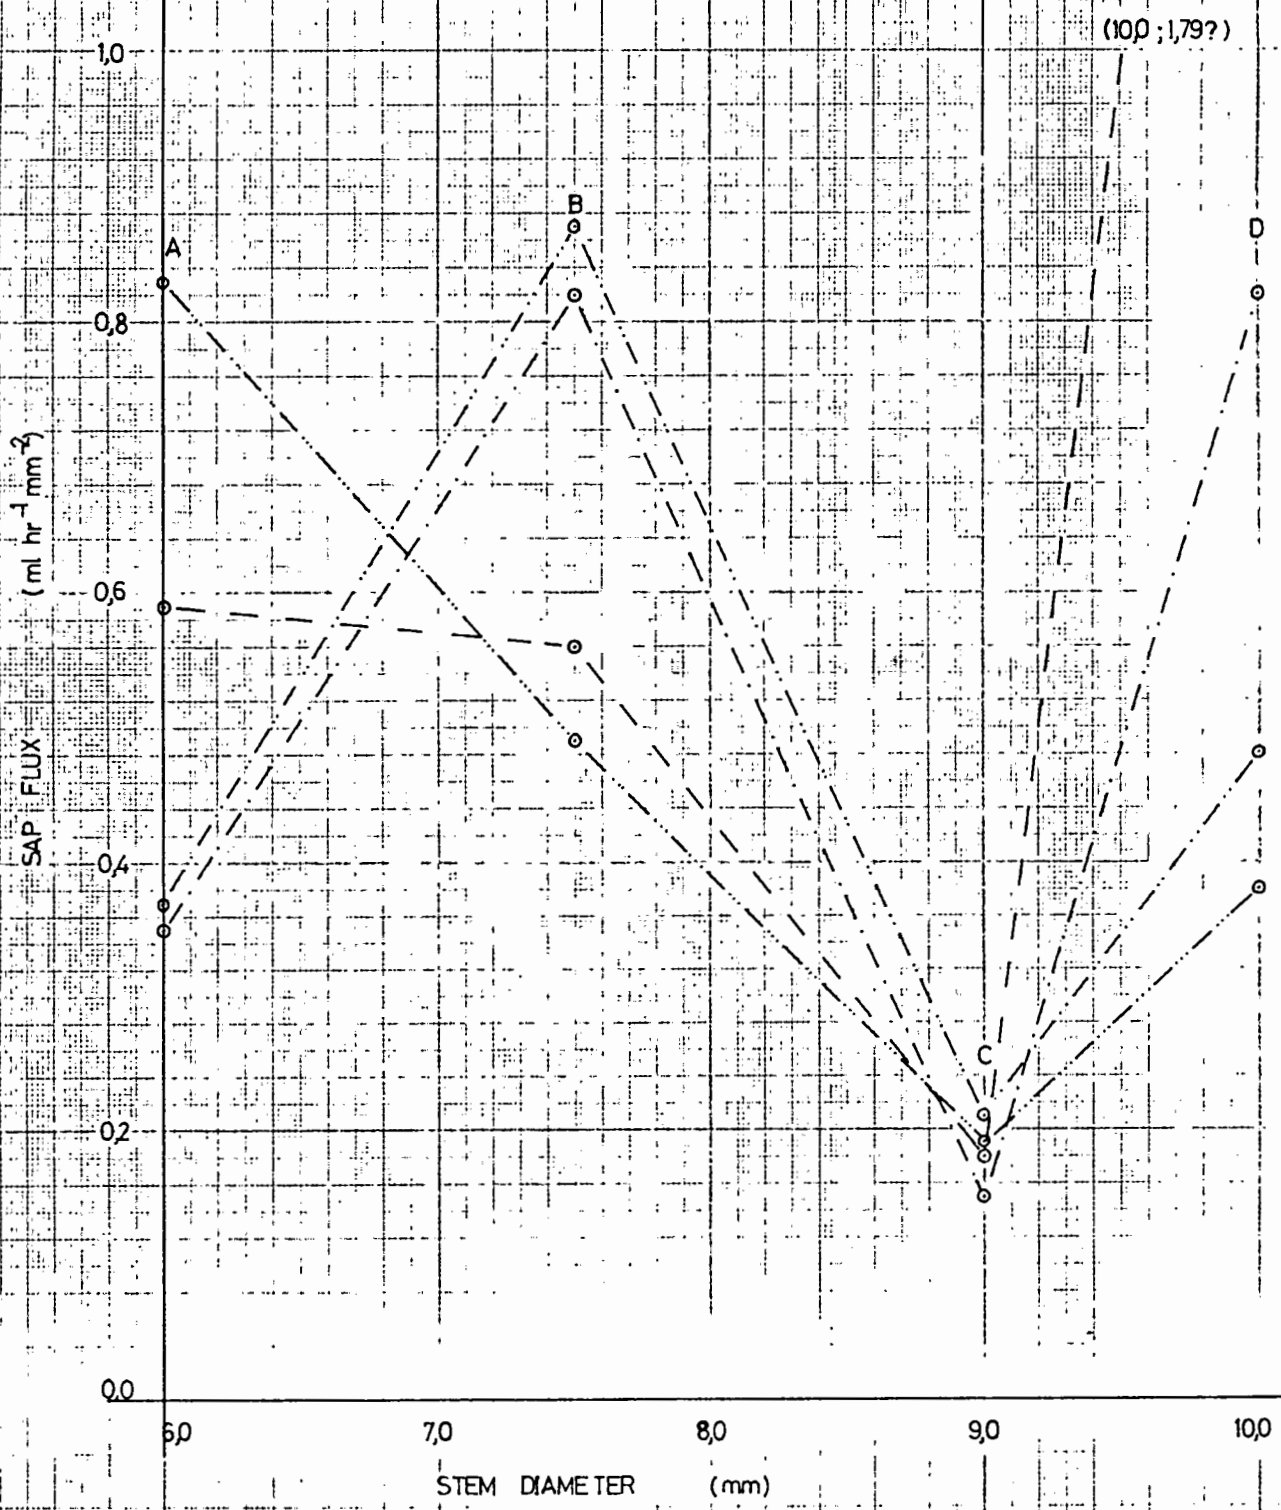 (10,0 ; 1,79?)
1,0
B
A
D
0,8
0,6
SAP FLUX (ml hr⁻¹ mm⁻²)
0,4
C
0,2
0,0
6,0 7,0 8,0 9,0 10,0
STEM DIAMETER (mm)